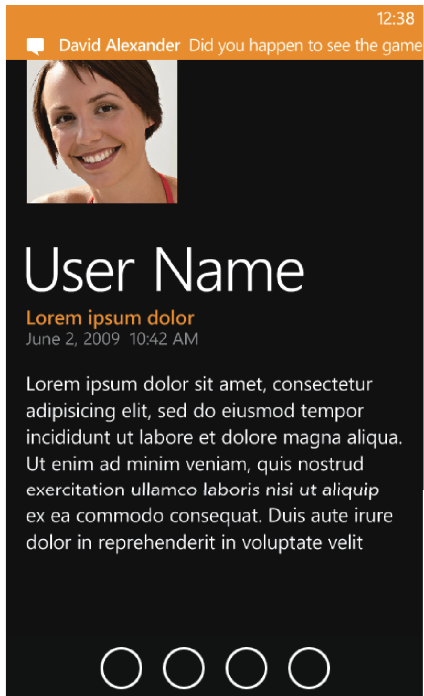 12:38
David Alexander Did you happen to see the game
User Name
Lorem ipsum dolor
June 2, 2009 10:42 AM
Lorem ipsum dolor sit amet, consectetur
adipisicing elit, sed do eiusmod tempor
incididunt ut labore et dolore magna aliqua.
Ut enim ad minim veniam, quis nostrud
exercitation ullamco laboris nisi ut aliquip
ex ea commodo consequat. Duis aute irure
dolor in reprehenderit in voluptate velit